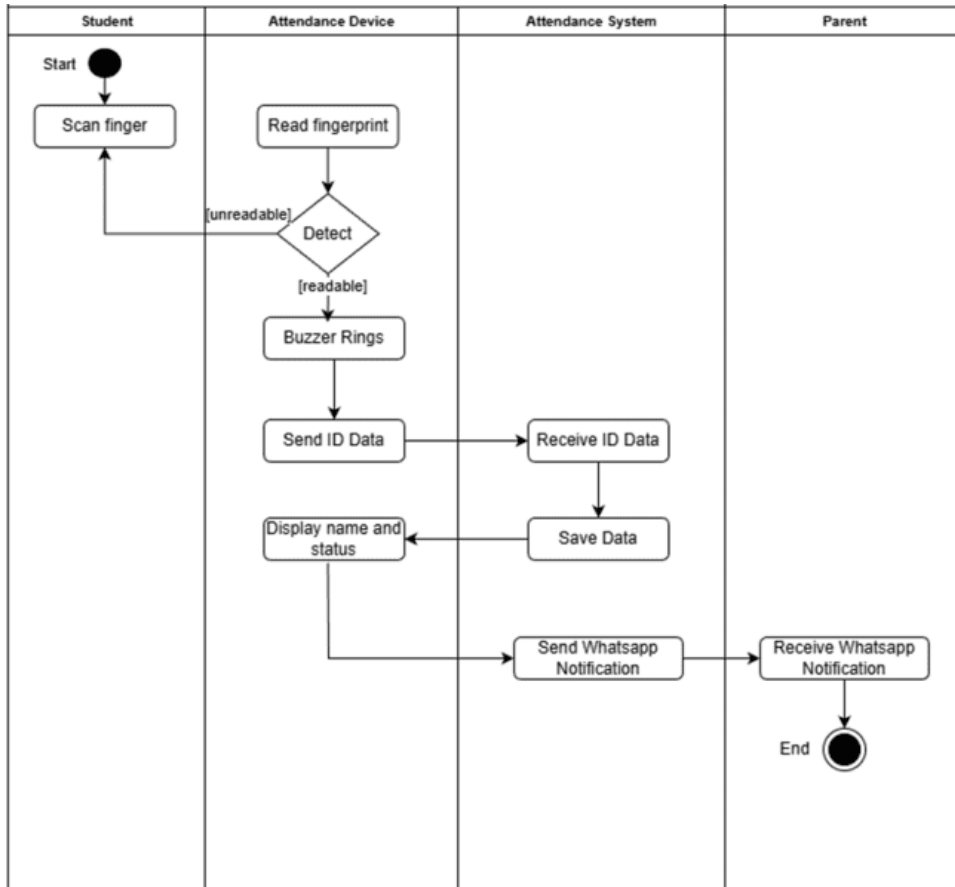 Student
Attendance Device
Attendance System
Parent
Start
Scan finger
Read fingerprint
[unreadable]
Detect
[readable]
Buzzer Rings
Send ID Data
Receive ID Data
Display name and
status
Save Data
Send Whatsapp
Notification
Receive Whatsapp
Notification
End